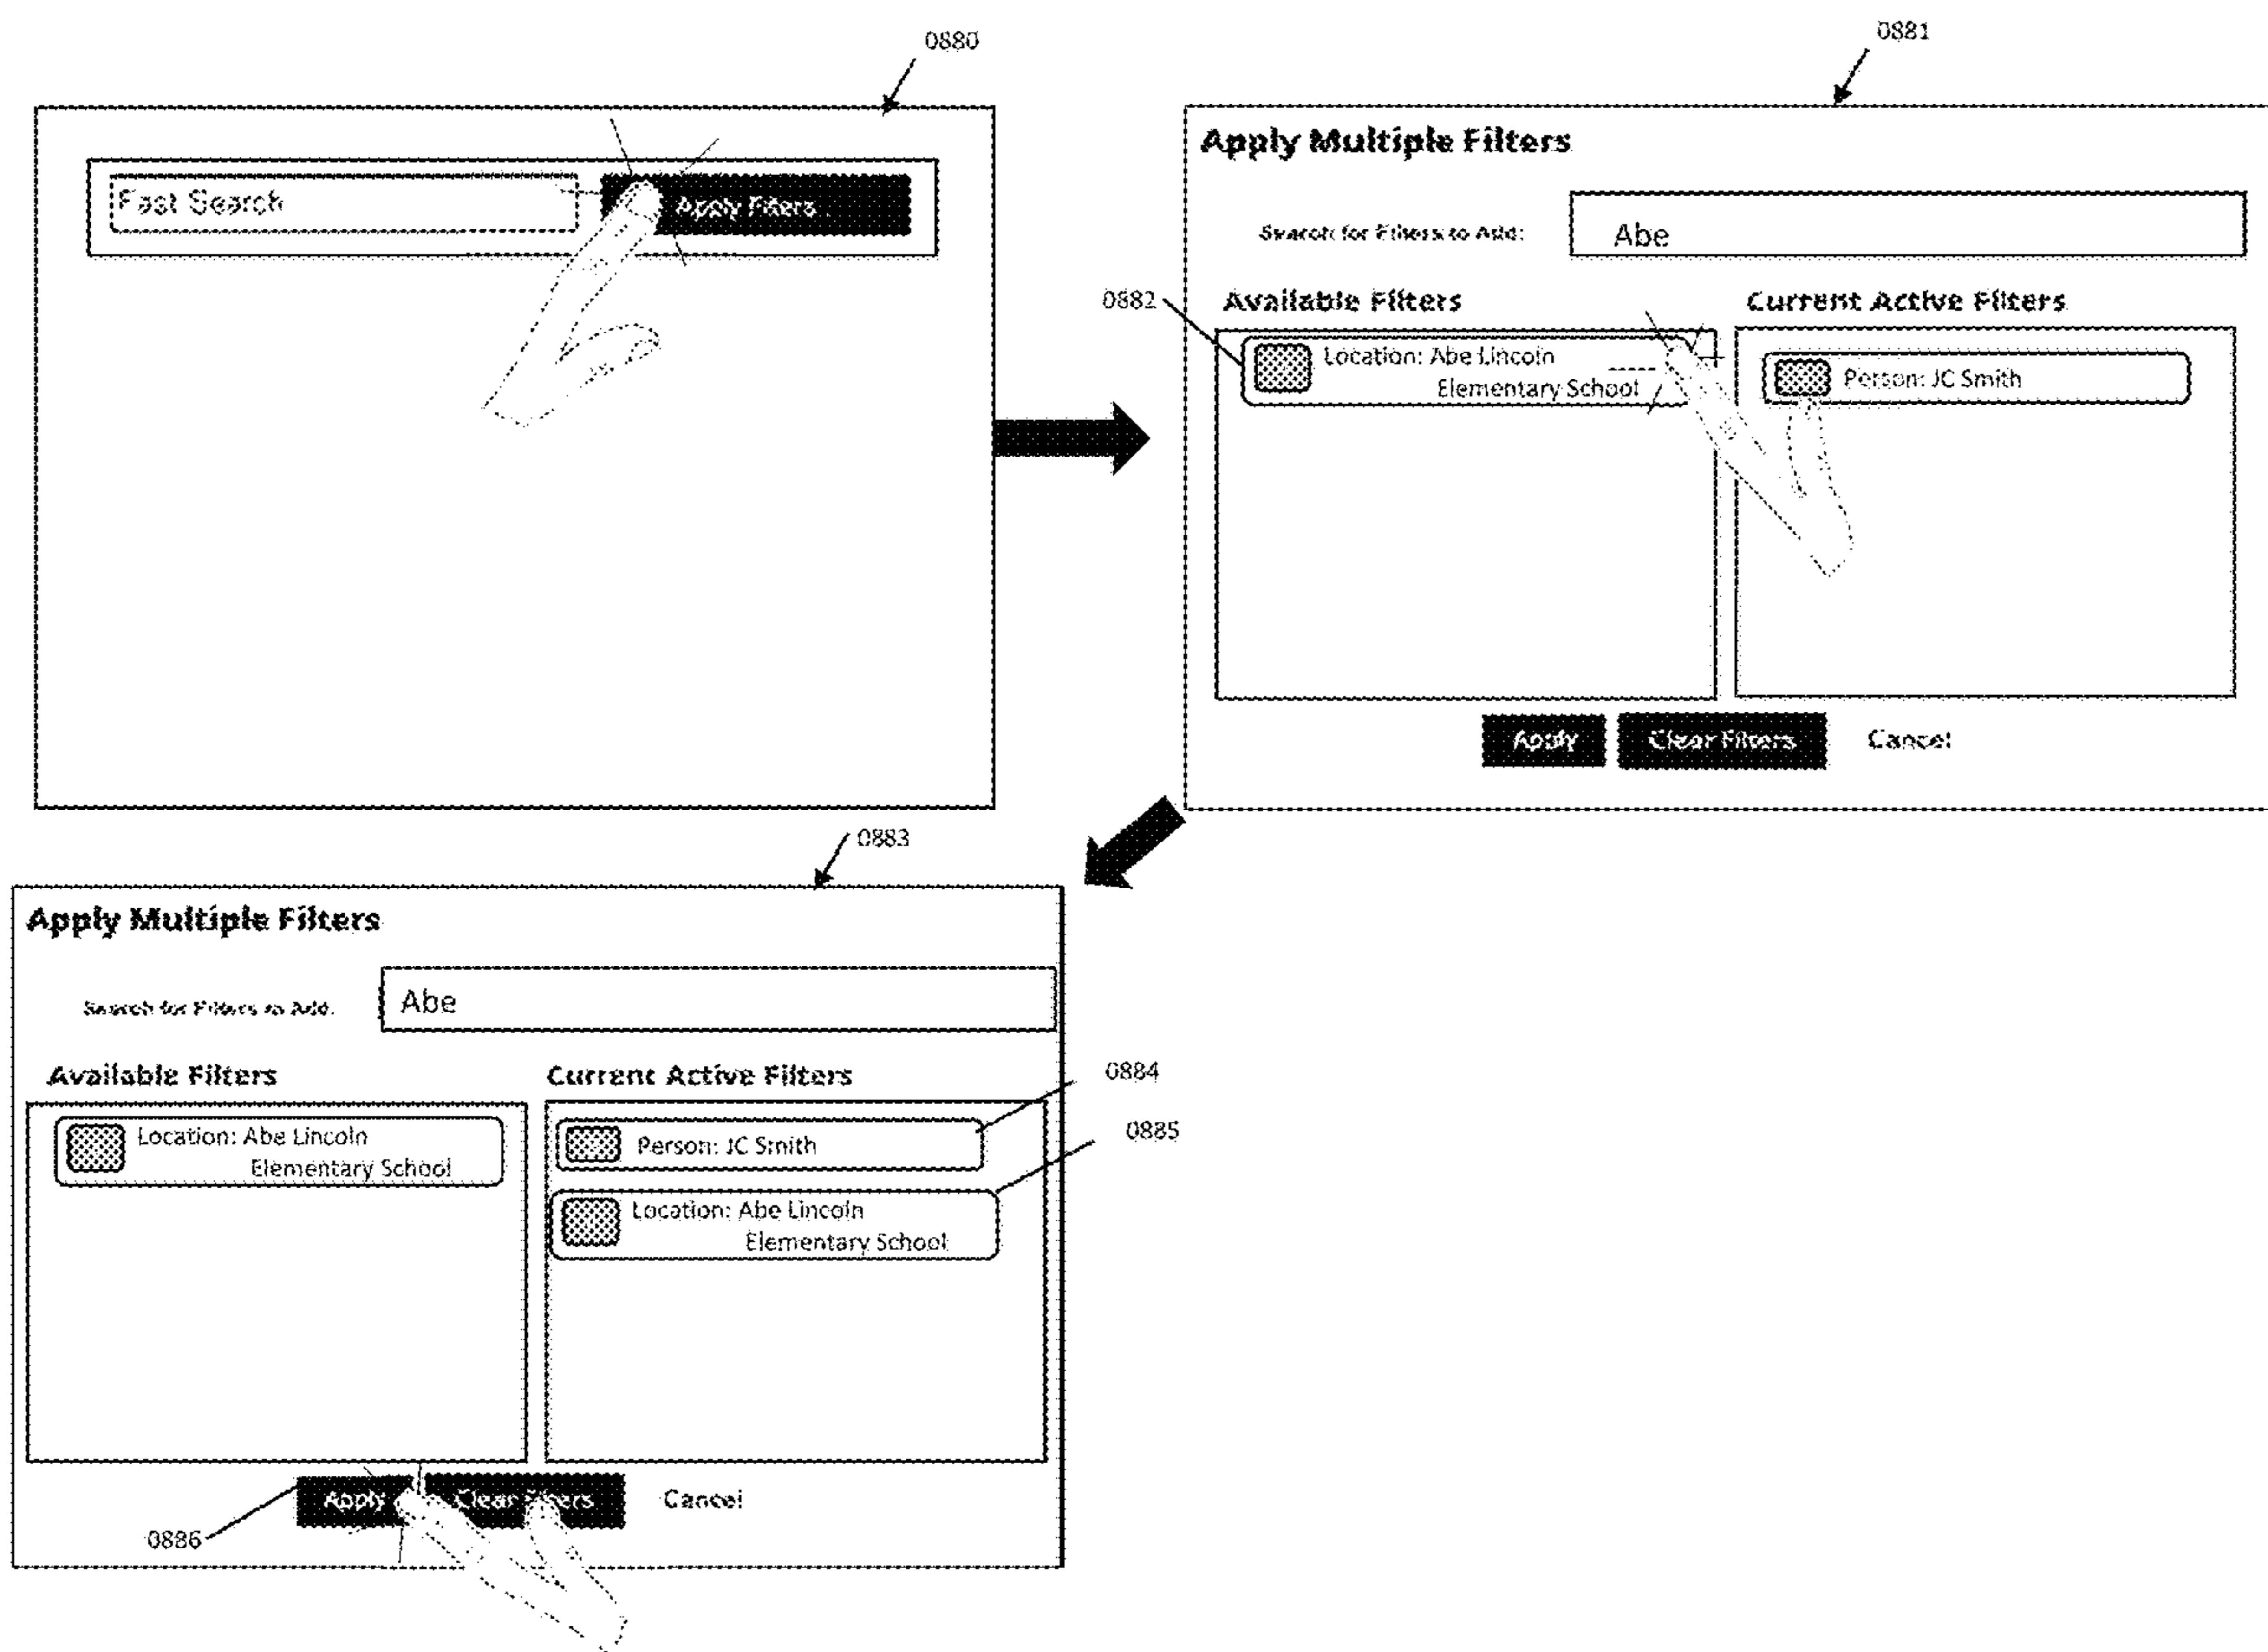 0880
Fast Search
Apply Filters
0881
Apply Multiple Filters
Search for Filters to Add:
Abe
0882
Available Filters
Current Active Filters
Location: Abe Lincoln
Elementary School
Person: JC Smith
Apply
Clear Filters
Cancel
0883
Apply Multiple Filters
Search for Filters to Add:
Abe
Available Filters
Current Active Filters
0884
0885
Location: Abe Lincoln
Elementary School
Person: JC Smith
Location: Abe Lincoln
Elementary School
Apply
Clear Filters
Cancel
0886